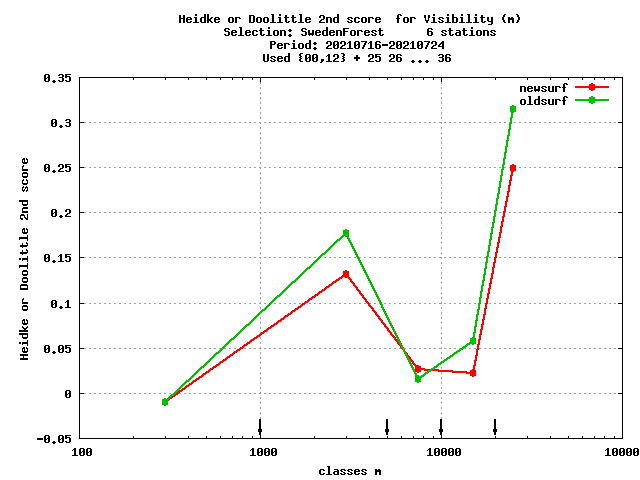 Heidke or Doolittle 2nd score  for Visibility (m)
Selection: SwedenForest      6 stations
Period: 20210716-20210724
Used {00,12} + 25 26 ... 36
newsurf
oldsurf
0.35
0.3
0.25
0.2
0.15
0.1
0.05
0
-0.05
Heidke or Doolittle 2nd score
100
1000
10000
10000
classes m